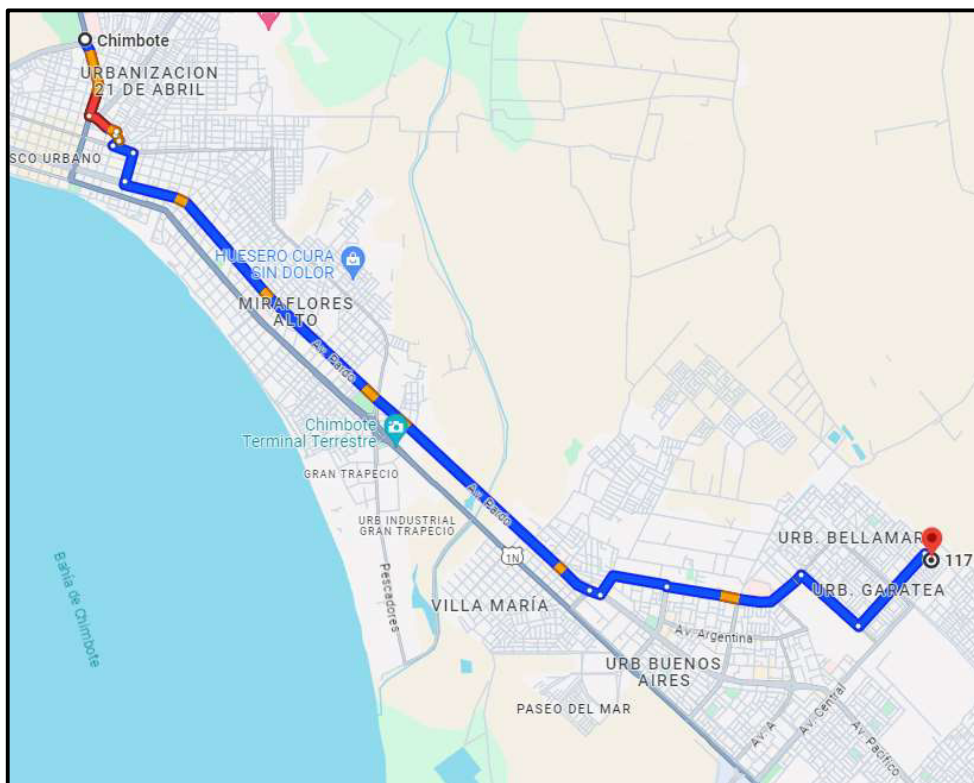 Chimbote
URBANIZACION
21 DE ABRIL
SCO URBANO
HUESERO CURA
SIN DOLOR
MIRAFLORES
ALTO
Av. Pardo
Chimbote
Terminal Terrestre
GRAN TRAPECIO
Av. Pardo
URB INDUSTRIAL
GRAN TRAPECIO
1N
URB. BELLAMAR
117
Pescadores
URB. GARATEA
VILLA MARÍA
Bahía de Chimbote
Av. Argentina
URB BUENOS
AIRES
PASEO DEL MAR
Av. Central
Av. A
Av. Pacífico